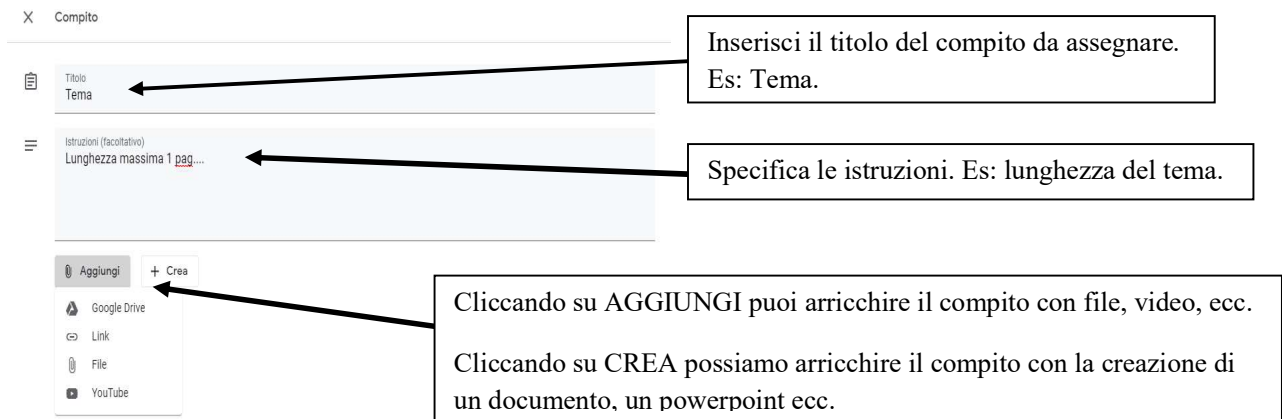 Compito
Inserisci il titolo del compito da assegnare.
Es: Tema.
Titolo
Tema
Istruzioni (facoltativo)
Lunghezza massima 1 pag....
Specifica le istruzioni. Es: lunghezza del tema.
Aggiungi
+ Crea
Google Drive
Link
File
YouTube
Cliccando su AGGIUNGI puoi arricchire il compito con file, video, ecc.
Cliccando su CREA possiamo arricchire il compito con la creazione di
un documento, un powerpoint ecc.